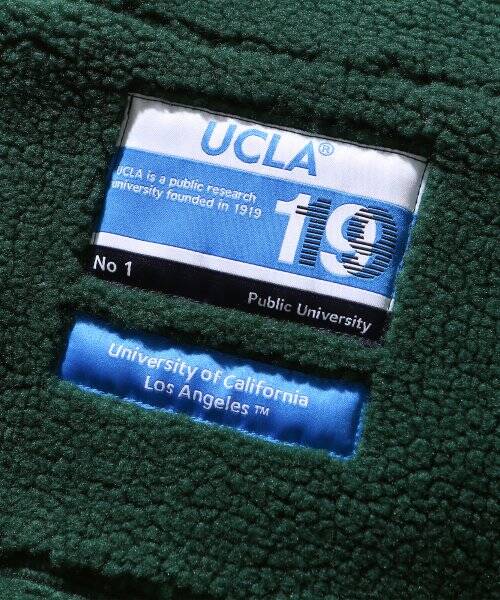 UCLA®
UCLA is a public research
university founded in 1919
19
No 1
Public University
University of California
Los Angeles ™